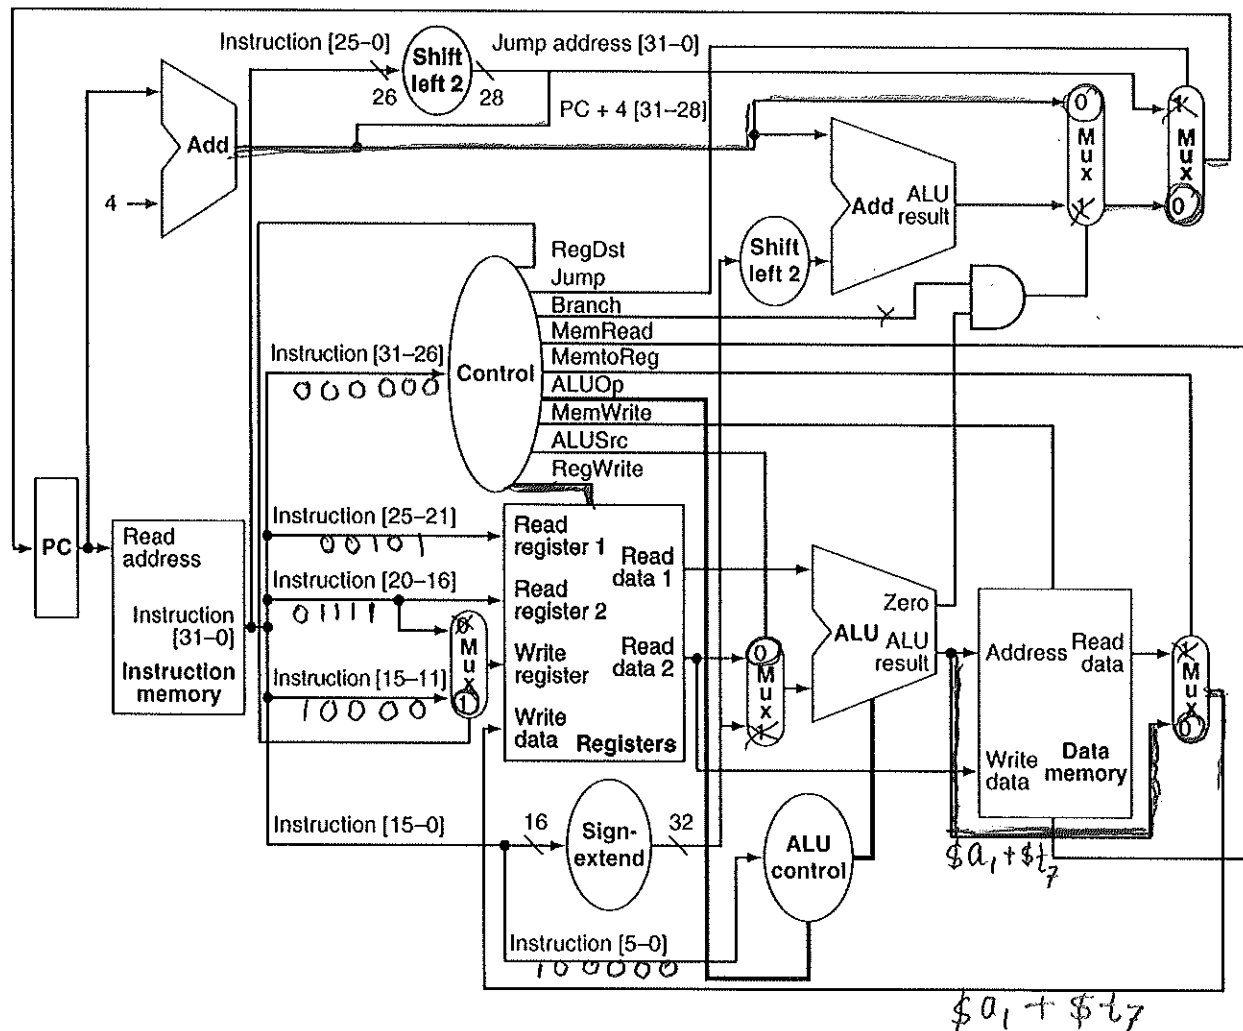 Instruction [25–0]
Shift left 2
Jump address [31–0]
26
28
PC + 4 [31–28]
Add
4
0
M
u
x
1
1
M
u
x
0
Add ALU result
Shift left 2
RegDst
Jump
Branch
MemRead
MemtoReg
ALUOp
MemWrite
ALUSrc
RegWrite
Instruction [31–26]
000000
Control
PC
Read address
Instruction [31–0]
Instruction memory
Instruction [25–21]
00101
Instruction [20–16]
01111
Instruction [15–11]
10000
0
M
u
x
1
Read register 1
Read register 2
Write register
Write data
Read data 1
Read data 2
Registers
0
M
u
x
1
Zero
ALU
ALU result
Address
Read data
Write data
Data memory
1
M
u
x
0
Instruction [15–0]
16
Sign-extend
32
ALU control
Instruction [5–0]
100000
$a1 + $t7
$a1 + $t7